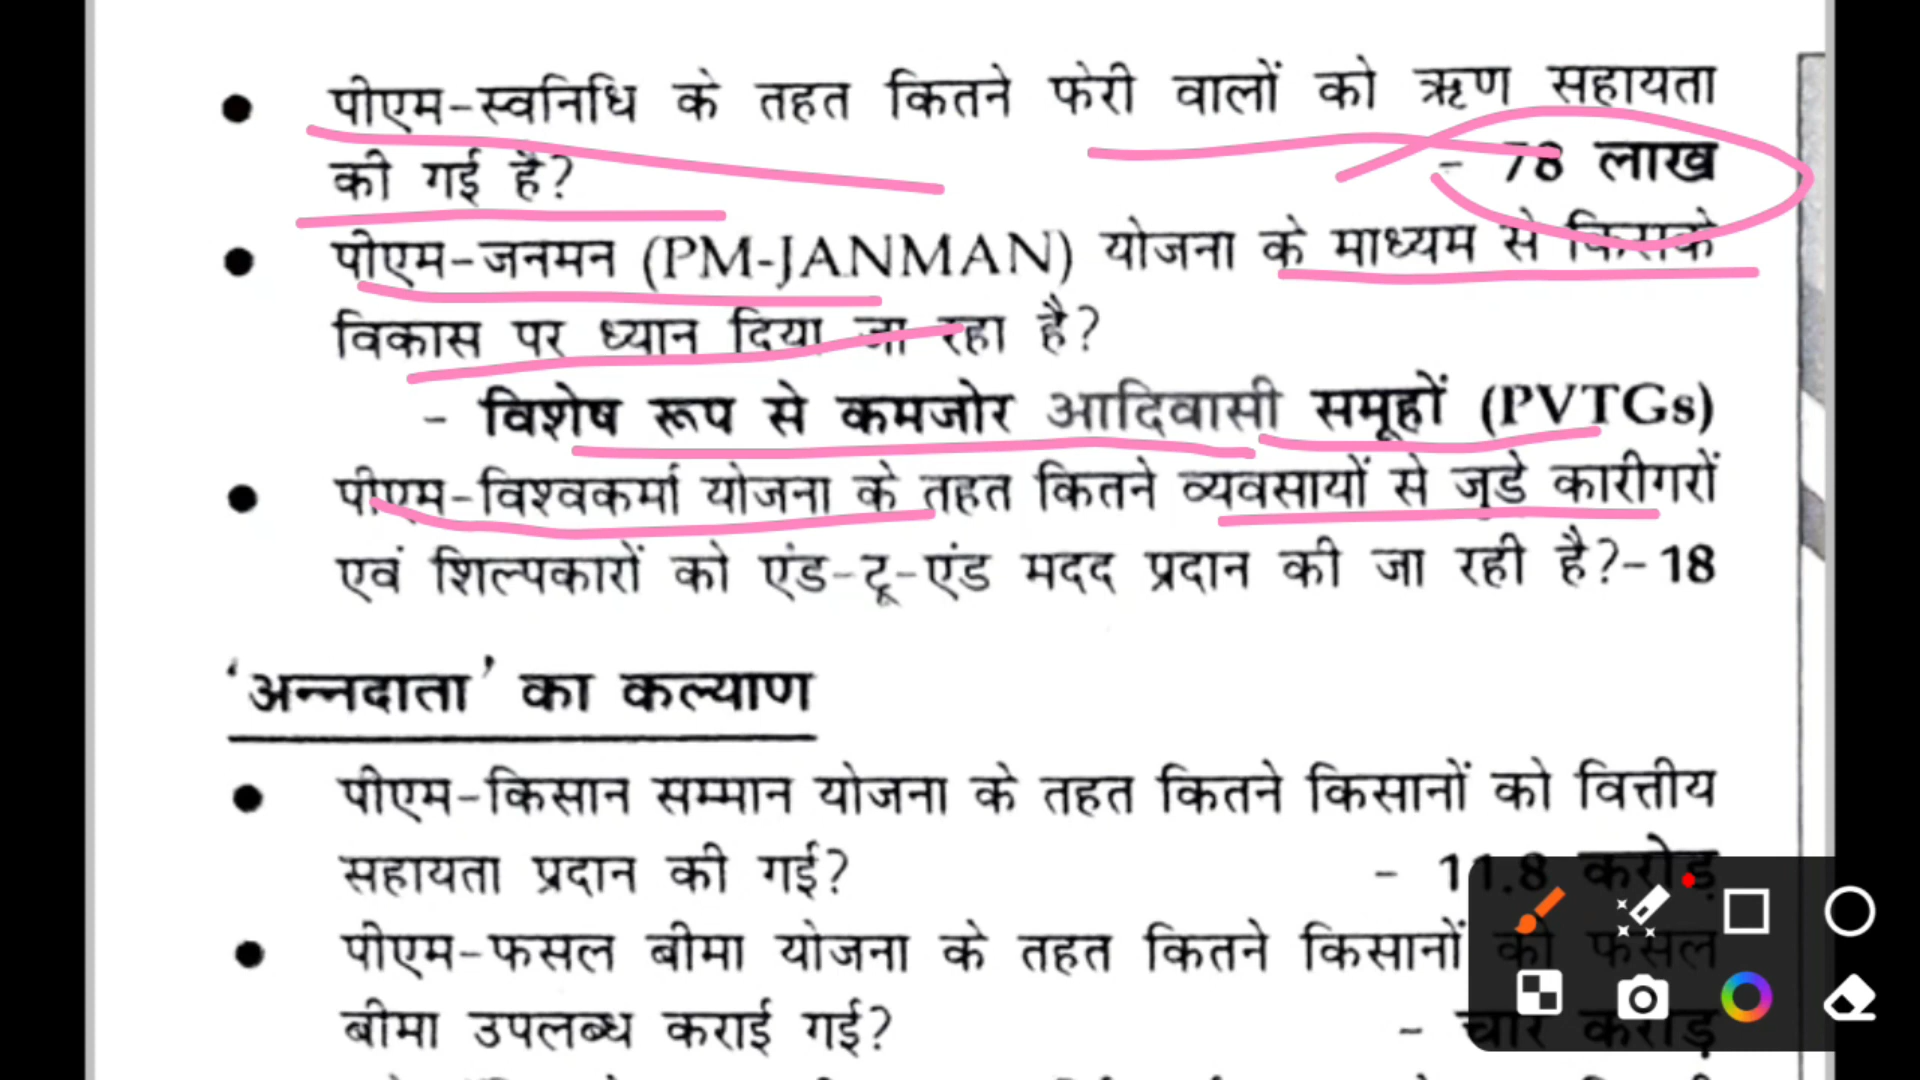 पीएम-स्वनिधि के तहत कितने फेरी वालों को ऋण सहायता
की गई है? - 78 लाख
पीएम-जनमन (PM-JANMAN) योजना के माध्यम से किसके
विकास पर ध्यान दिया जा रहा है?
- विशेष रूप से कमजोर आदिवासी समूहों (PVTGs)
पीएम-विश्वकर्मा योजना के तहत कितने व्यवसायों से जुडे कारीगरों
एवं शिल्पकारों को एंड-टू-एंड मदद प्रदान की जा रही है?- 18
'अन्नदाता' का कल्याण
पीएम-किसान सम्मान योजना के तहत कितने किसानों को वित्तीय
सहायता प्रदान की गई? - 11.8 करोड़
पीएम-फसल बीमा योजना के तहत कितने किसानों को फसल
बीमा उपलब्ध कराई गई? - चार करोड़